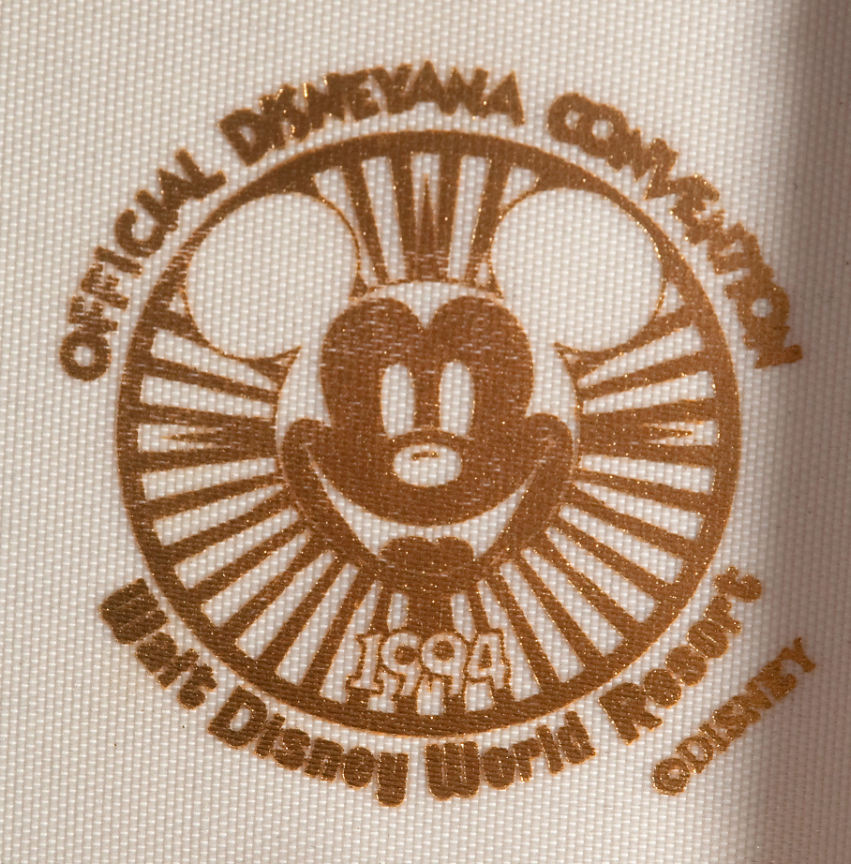 OFFICIAL DISNEYANA CONVENTION
1994
Walt Disney World Resort
©DISNEY